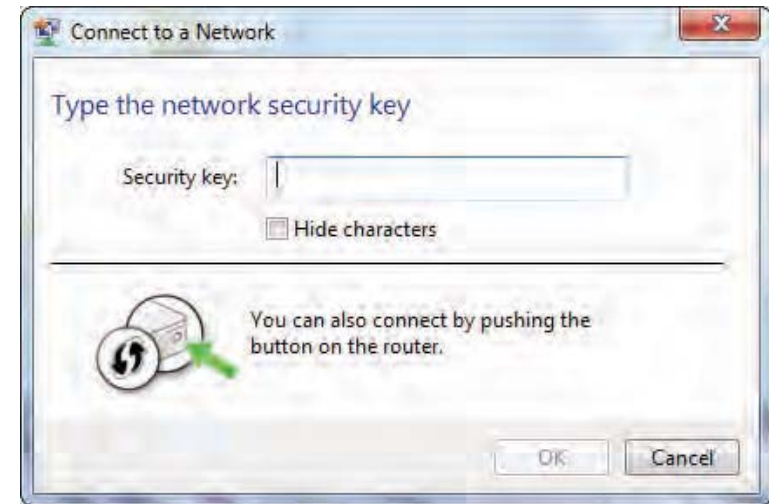 Connect to a Network
Type the network security key
Security key:
Hide characters
You can also connect by pushing the
button on the router.
OK
Cancel